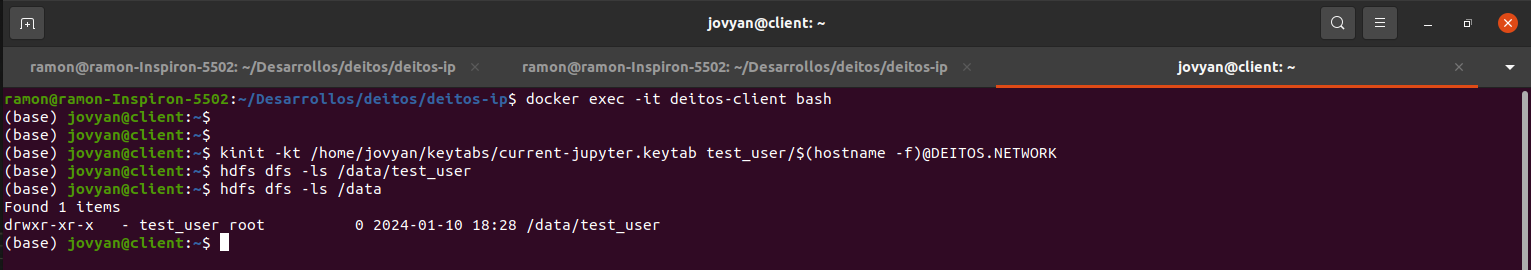 jovyan@client: ~
ramon@ramon-Inspiron-5502: ~/Desarrollos/deitos/deitos-ip
ramon@ramon-Inspiron-5502: ~/Desarrollos/deitos/deitos-ip
jovyan@client: ~
ramon@ramon-Inspiron-5502:~/Desarrollos/deitos/deitos-ip$ docker exec -it deitos-client bash
(base) jovyan@client:~$
(base) jovyan@client:~$
(base) jovyan@client:~$ kinit -kt /home/jovyan/keytabs/current-jupyter.keytab test_user/$(hostname -f)@DEITOS.NETWORK
(base) jovyan@client:~$ hdfs dfs -ls /data/test_user
(base) jovyan@client:~$ hdfs dfs -ls /data
Found 1 items
drwxr-xr-x   - test_user root          0 2024-01-10 18:28 /data/test_user
(base) jovyan@client:~$